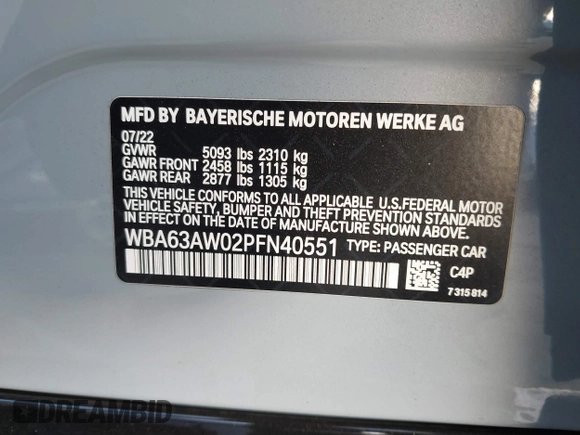 MFD BY BAYERISCHE MOTOREN WERKE AG
07/22
GVWR 5093 lbs 2310 kg
GAWR FRONT 2458 lbs 1115 kg
GAWR REAR 2877 lbs 1305 kg
THIS VEHICLE CONFORMS TO ALL APPLICABLE U.S.FEDERAL MOTOR
VEHICLE SAFETY, BUMPER AND THEFT PREVENTION STANDARDS
IN EFFECT ON THE DATE OF MANUFACTURE SHOWN ABOVE.
WBA63AW02PFN40551 TYPE: PASSENGER CAR
C4P
7315814
DREAMBID